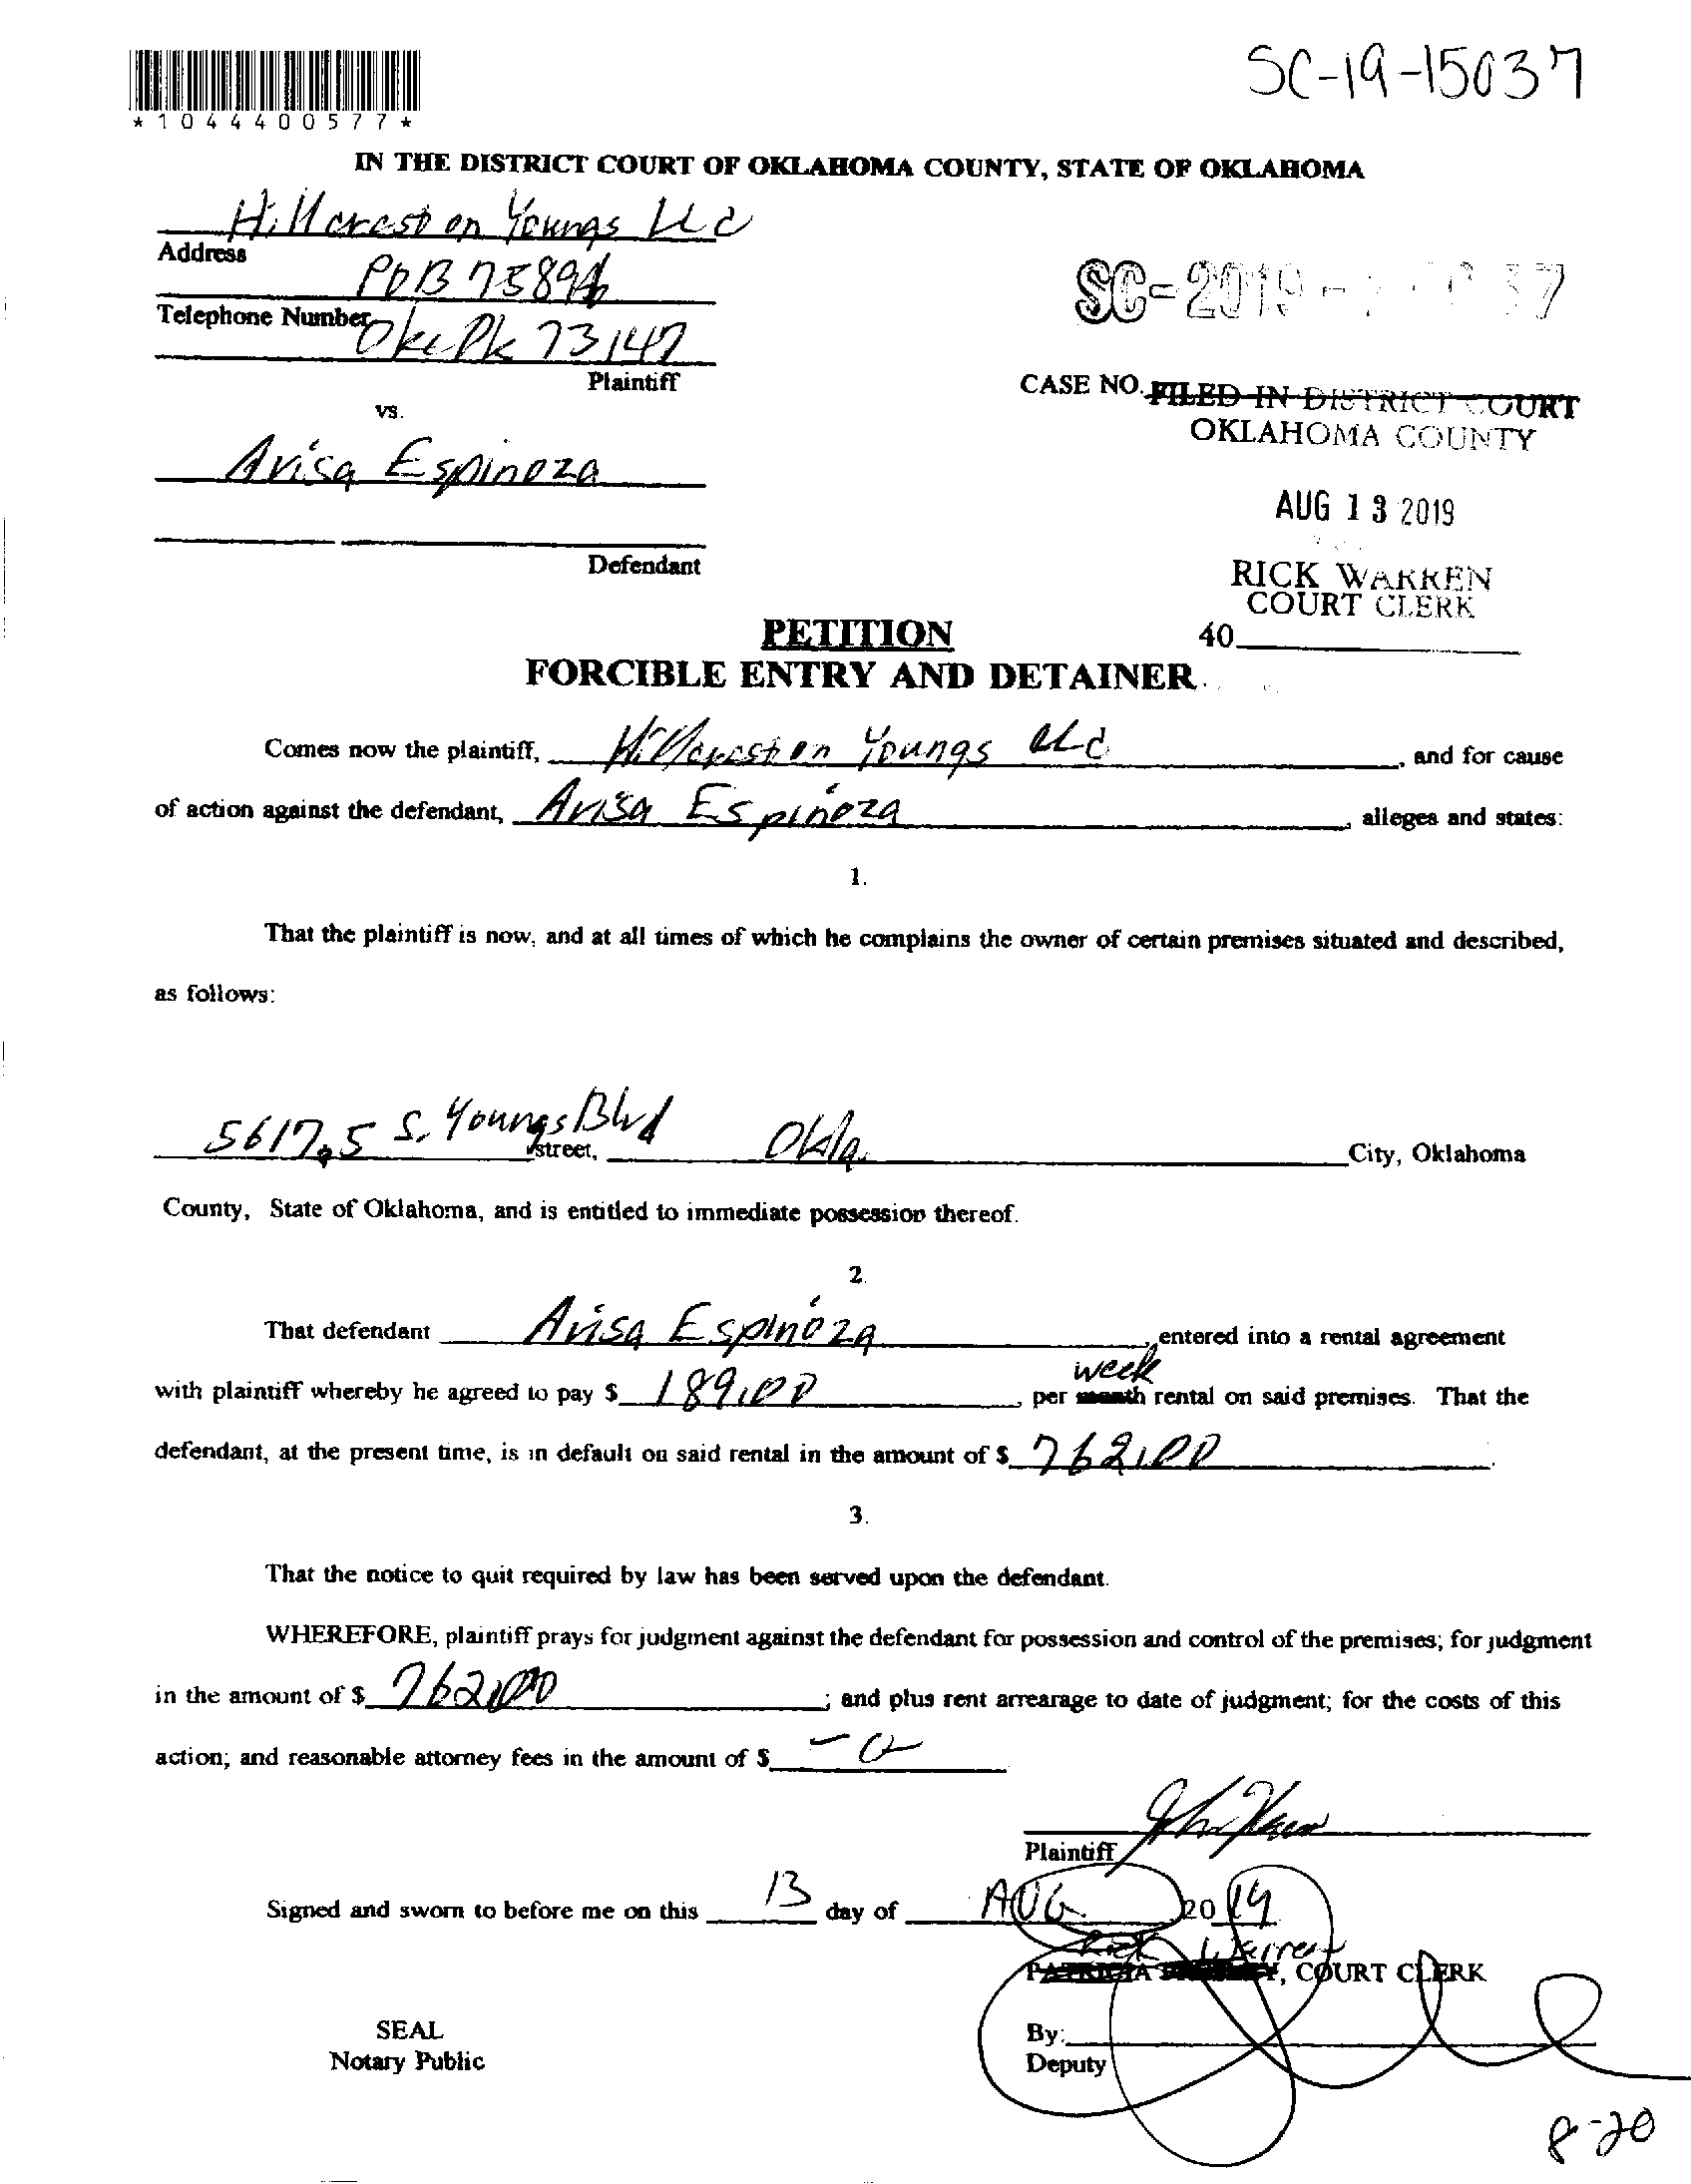 SC-19-15037
*1044400577*
IN THE DISTRICT COURT OF OKLAHOMA COUNTY, STATE OF OKLAHOMA
Hillcrest on Youngs LLC
Address
POB 75894
Telephone Number
Okc Ok 73147
Plaintiff
SC-2019- 37
CASE NO.
FILED IN DISTRICT COURT
OKLAHOMA COUNTY
vs.
Arisa Espinoza
AUG 13 2019
Defendant
RICK WARREN
COURT CLERK
40
PETITION
FORCIBLE ENTRY AND DETAINER
Comes now the plaintiff, Hillcrest on Youngs LLC, and for cause
of action against the defendant, Arisa Espinoza, alleges and states:
1.
That the plaintiff is now, and at all times of which he complains the owner of certain premises situated and described,
as follows:
5617.5 S. Youngs Blvd street, Okla. City, Oklahoma
County, State of Oklahoma, and is entitled to immediate possession thereof.
2.
That defendant Arisa Espinoza, entered into a rental agreement
week
with plaintiff whereby he agreed to pay $ 189.00, per month rental on said premises. That the
defendant, at the present time, is in default on said rental in the amount of $ 762.00.
3.
That the notice to quit required by law has been served upon the defendant.
WHEREFORE, plaintiff prays for judgment against the defendant for possession and control of the premises; for judgment
in the amount of $ 762.00; and plus rent arrearage to date of judgment; for the costs of this
action; and reasonable attorney fees in the amount of $ -0-
Plaintiff
Signed and sworn to before me on this 13 day of AUG 2019
Rick Warren
PATRICIA , COURT CLERK
SEAL
Notary Public
By:
Deputy
8-20